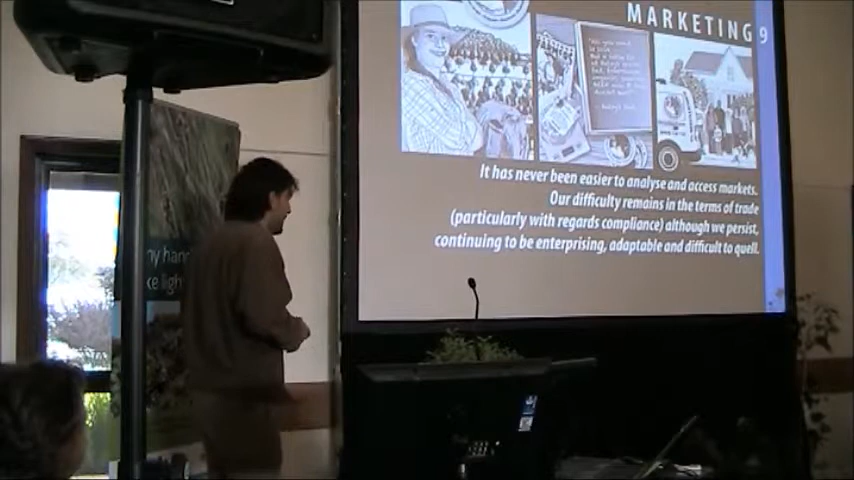 MARKETING 9
It has never been easier to analyse and access markets.
Our difficulty remains in the terms of trade
(particularly with regards compliance) although we persist,
continuing to be enterprising, adaptable and difficult to quell.